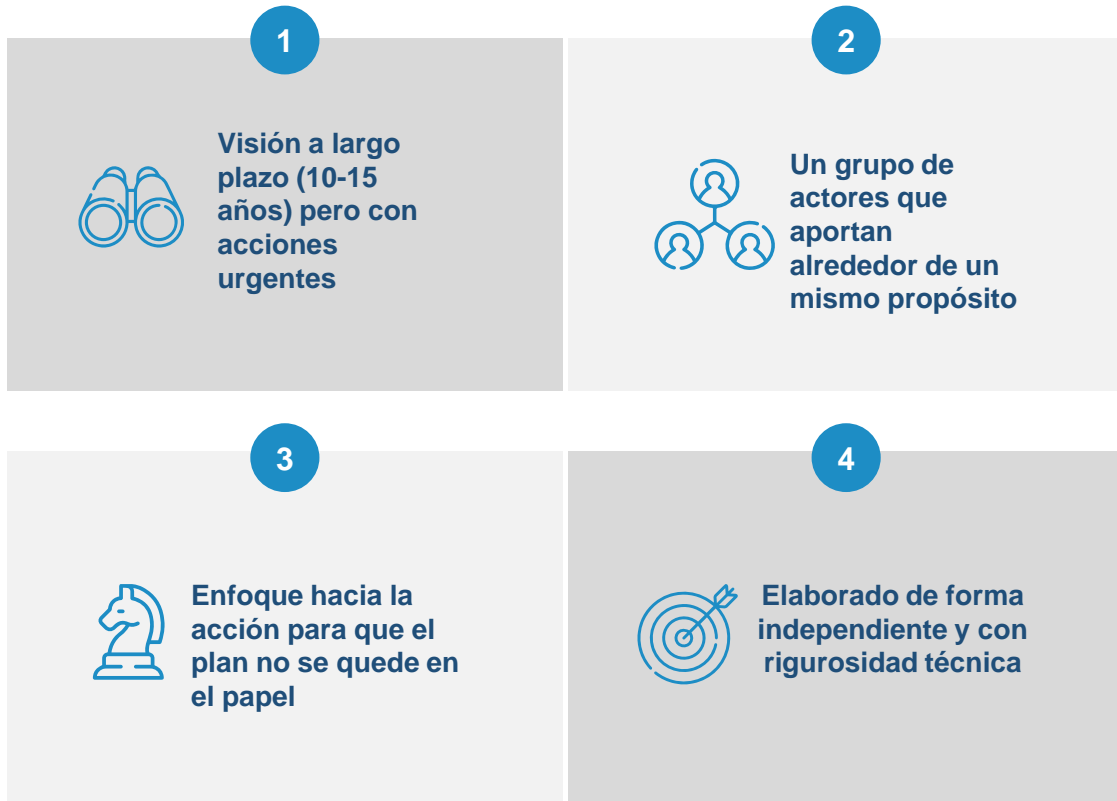 1
Visión a largo
plazo (10-15
años) pero con
acciones
urgentes
2
Un grupo de
actores que
aportan
alrededor de un
mismo propósito
3
Enfoque hacia la
acción para que el
plan no se quede en
el papel
4
Elaborado de forma
independiente y con
rigurosidad técnica